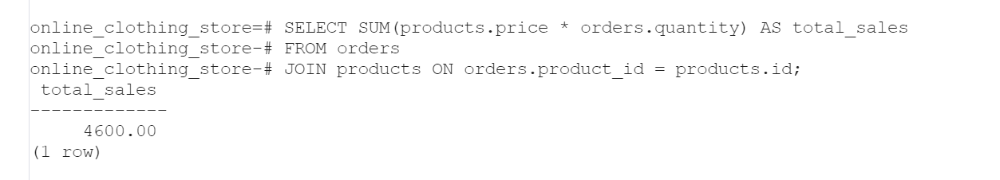 online_clothing_store=# SELECT SUM(products.price * orders.quantity) AS total_sales
online_clothing_store-# FROM orders
online_clothing_store-# JOIN products ON orders.product_id = products.id;
 total_sales
-------------
     4600.00
(1 row)